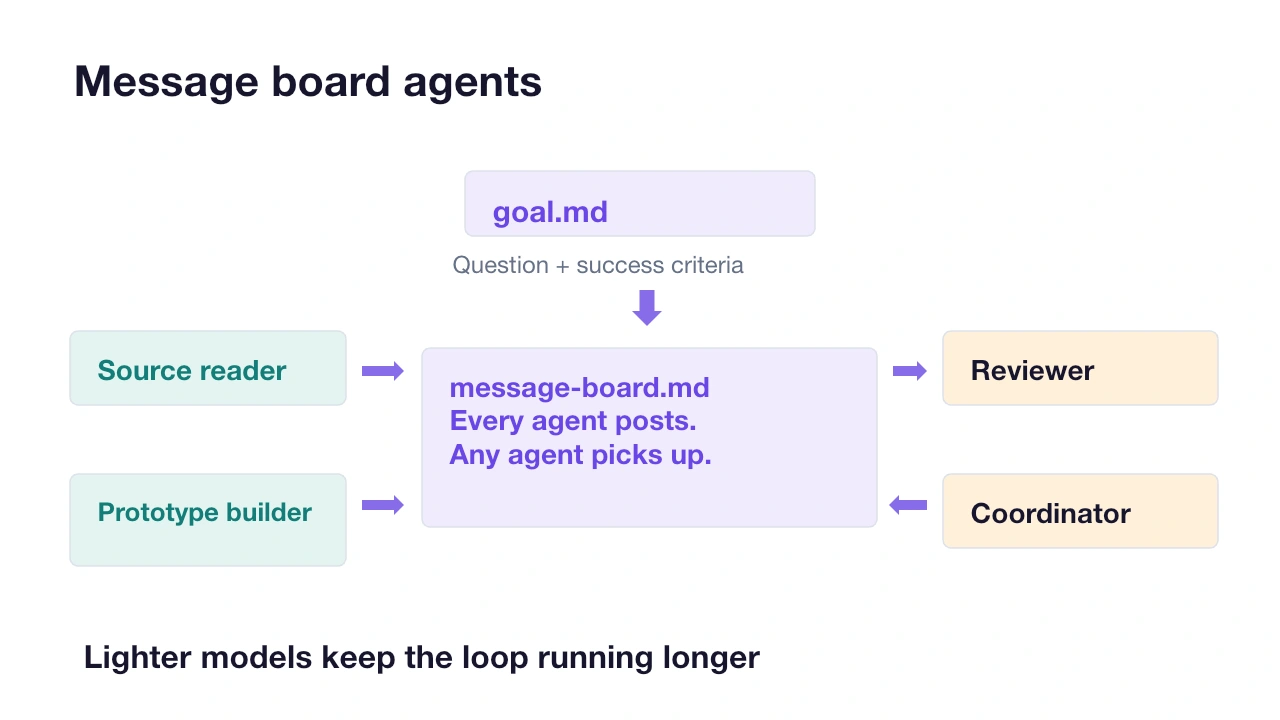 Message board agents
goal.md
Question + success criteria
Source reader
message-board.md
Every agent posts.
Any agent picks up.
Reviewer
Prototype builder
Coordinator
Lighter models keep the loop running longer